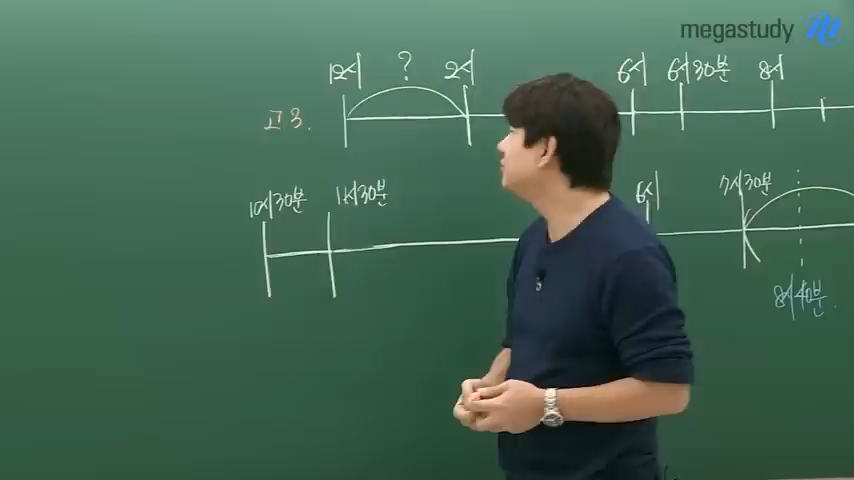 megastudy
12시 ? 2시 6시 6시30분 8시
고3.
10시30분 11시30분 6시 7시30분
8시40분.